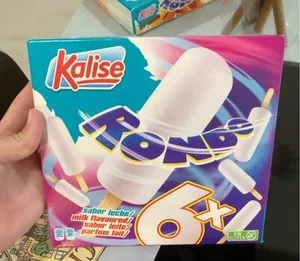 Kalise
RONDO
sabor leche/
milk flavoured/
sabor leite/
parfum lait/
6x